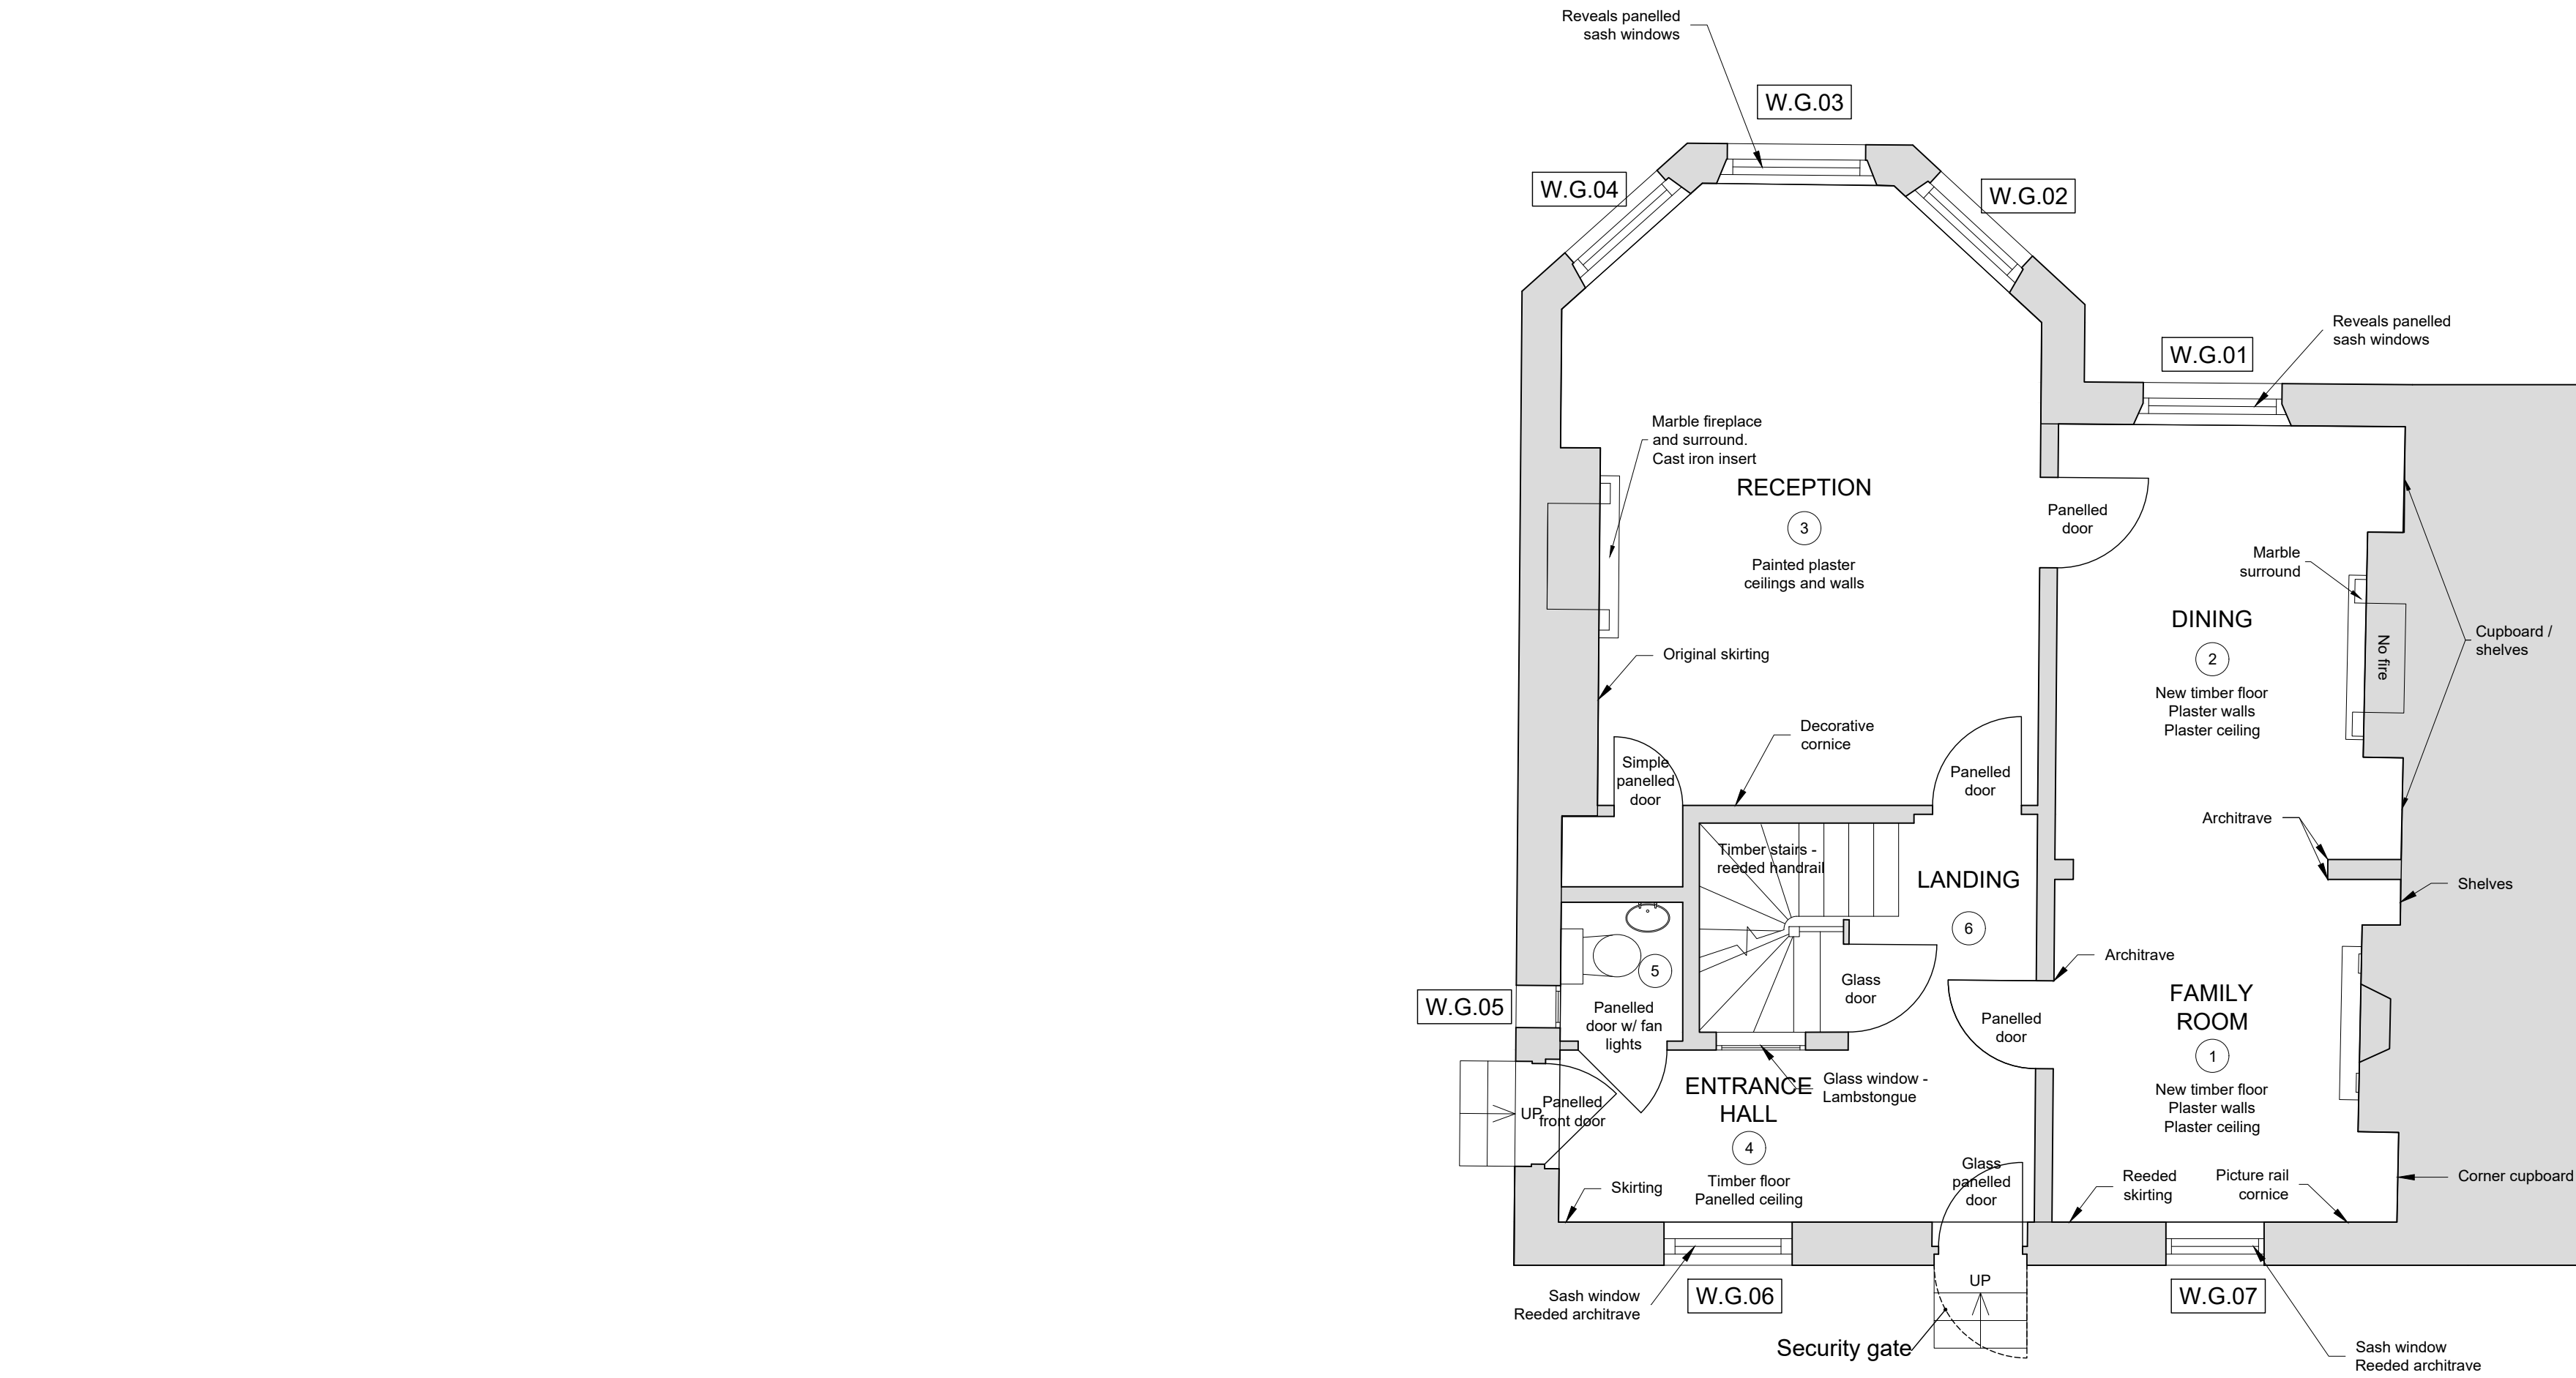 Reveals panelled
sash windows
W.G.03
W.G.04
W.G.02
Reveals panelled
sash windows
W.G.01
Marble fireplace
and surround.
Cast iron insert
RECEPTION
3
Painted plaster
ceilings and walls
Panelled
door
Marble
surround
DINING
2
New timber floor
Plaster walls
Plaster ceiling
No fire
Cupboard /
shelves
Original skirting
Decorative
cornice
Simple
panelled
door
Panelled
door
Architrave
Timber stairs -
reeded handrail
LANDING
6
Shelves
5
Architrave
Glass
door
W.G.05
Panelled
door w/ fan
lights
Panelled
door
FAMILY
ROOM
1
New timber floor
Plaster walls
Plaster ceiling
UP
Panelled
front door
ENTRANCE
HALL
4
Timber floor
Panelled ceiling
Glass window -
Lambstongue
Glass
panelled
door
Skirting
Reeded
skirting
Picture rail
cornice
Corner cupboard
UP
Sash window
Reeded architrave
W.G.06
W.G.07
Security gate
Sash window
Reeded architrave